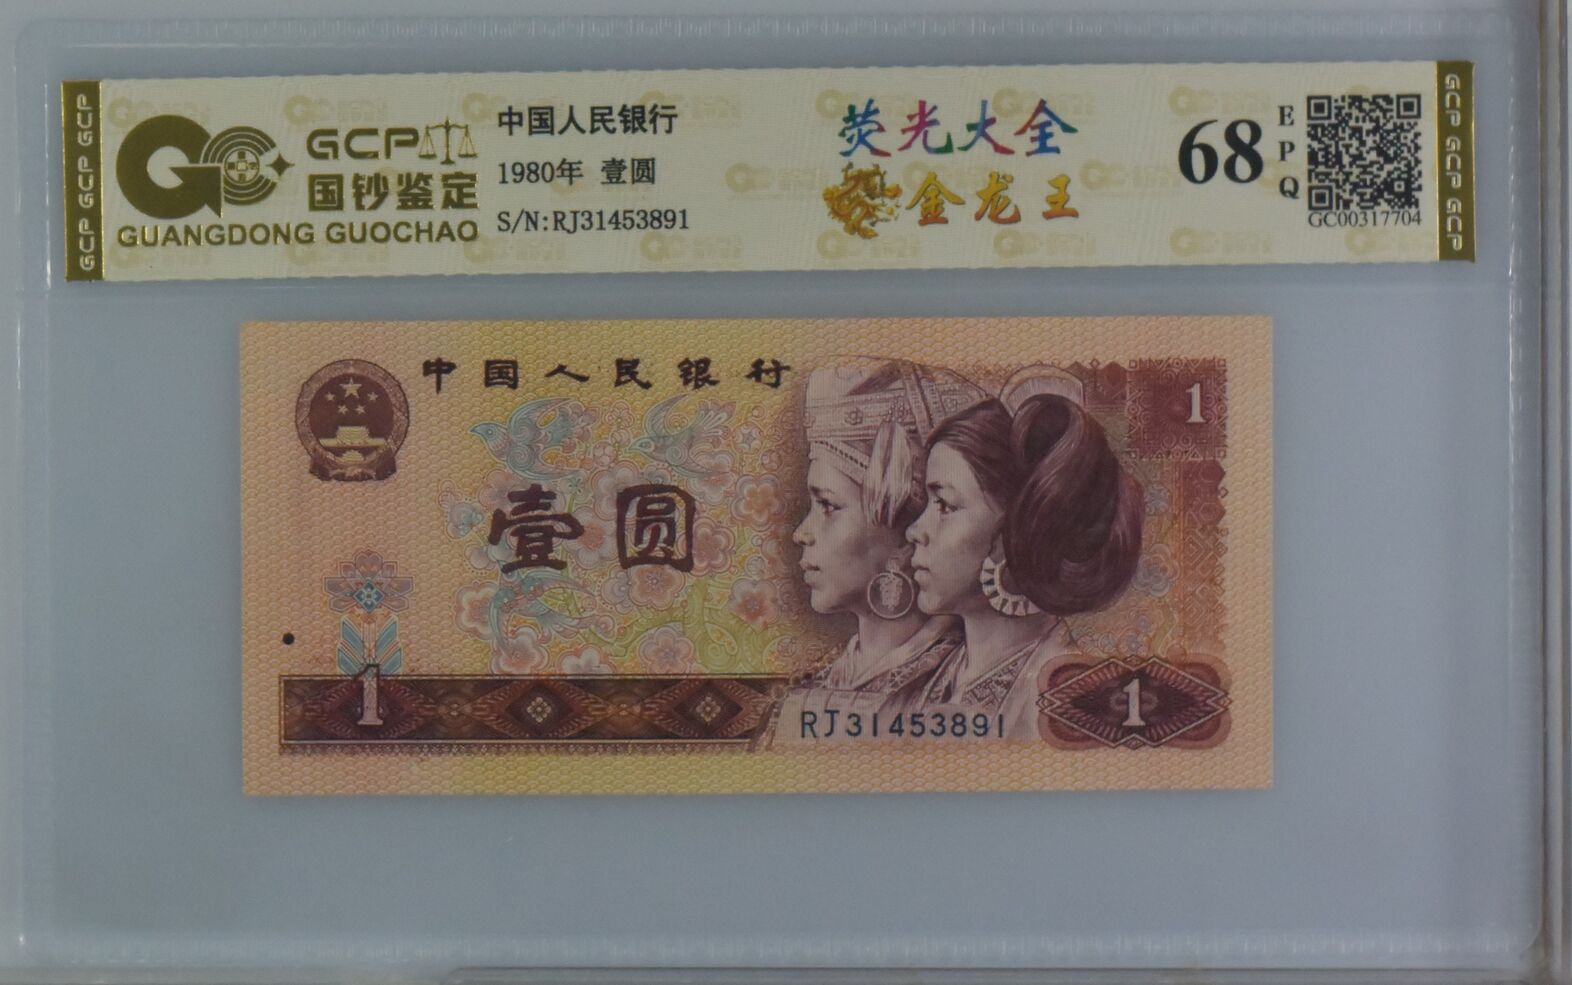 GCP GCP GCP
GCP
国钞鉴定
GUANGDONG GUOCHAO
中国人民银行
1980年 壹圆
S/N:RJ31453891
荧光大全
金龙王
68
EPQ
GC00317704
GCP GCP GCP
中国人民银行
1
壹圆
1
RJ31453891
1